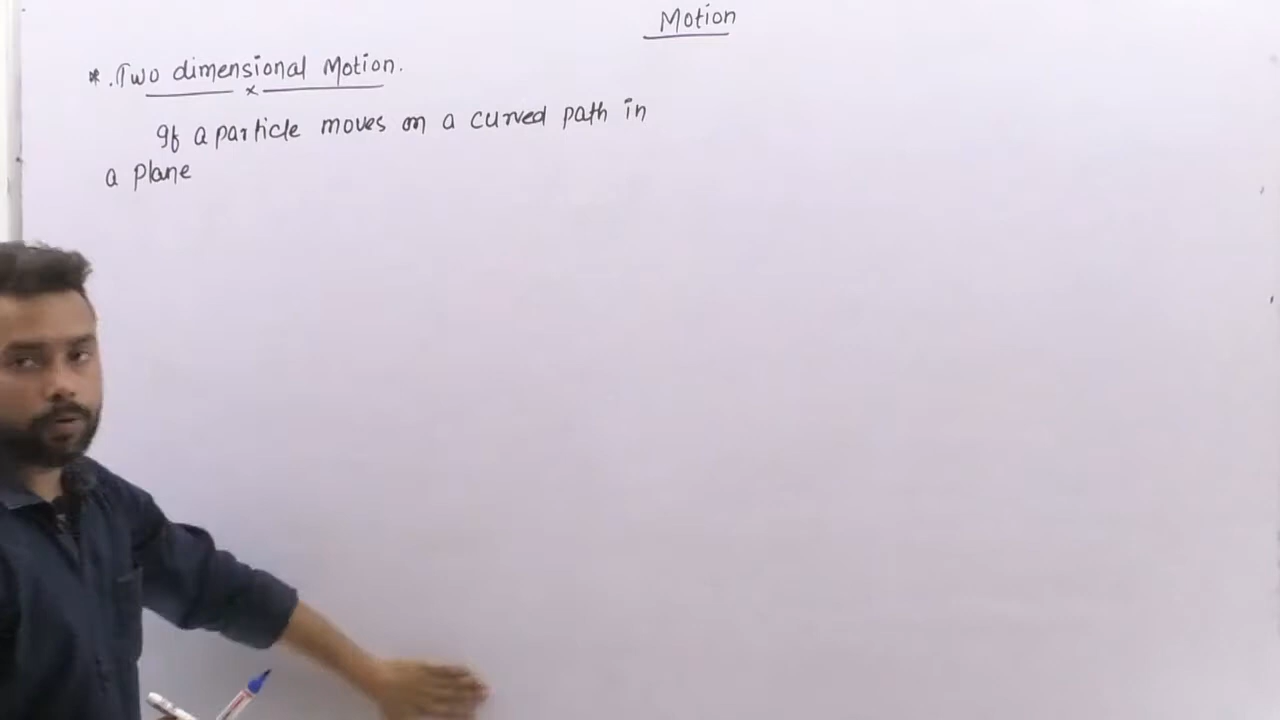 Motion
*. Two dimensional Motion.
If a particle moves on a curved path in
a plane